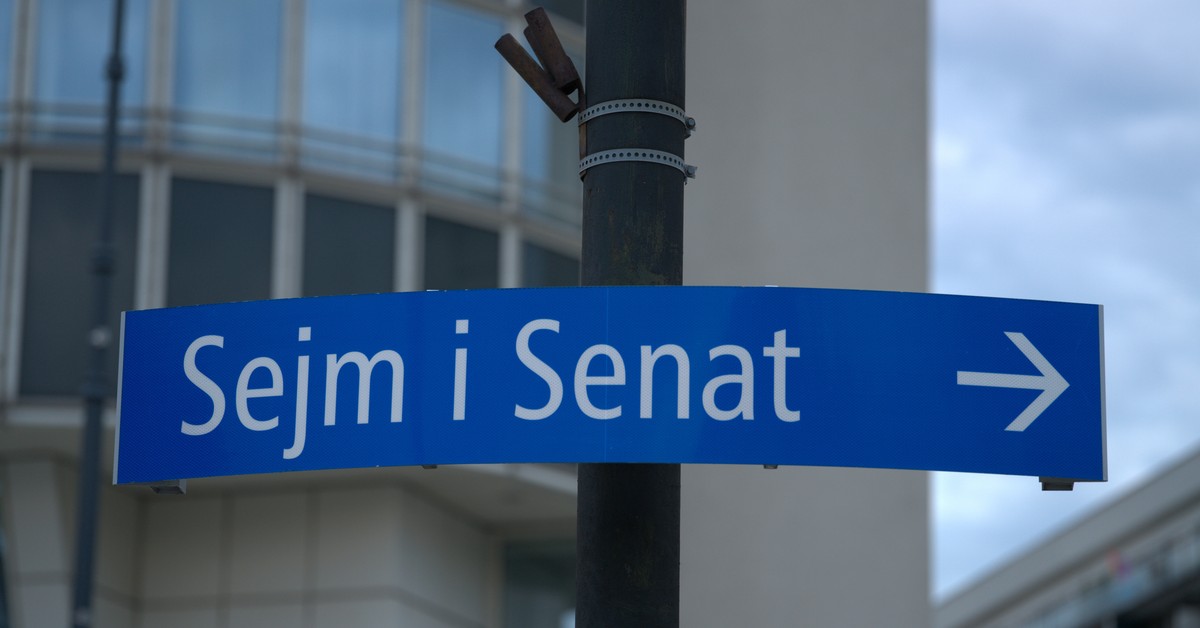 Sejm i Senat →